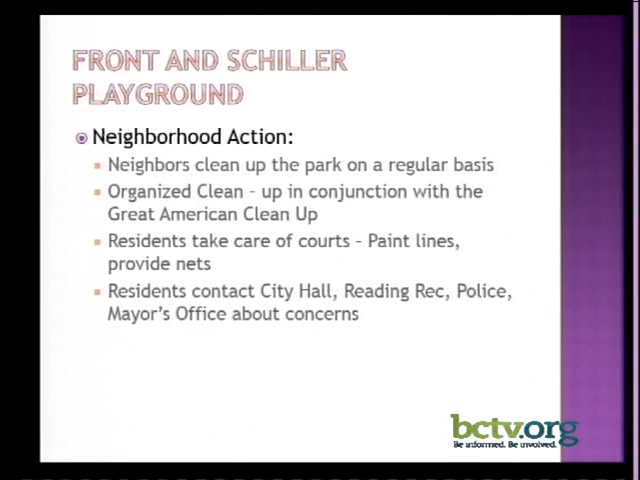 FRONT AND SCHILLER
PLAYGROUND
Neighborhood Action:
Neighbors clean up the park on a regular basis
Organized Clean – up in conjunction with the
Great American Clean Up
Residents take care of courts – Paint lines,
provide nets
Residents contact City Hall, Reading Rec, Police,
Mayor's Office about concerns
bctv.org
Be informed. Be involved.